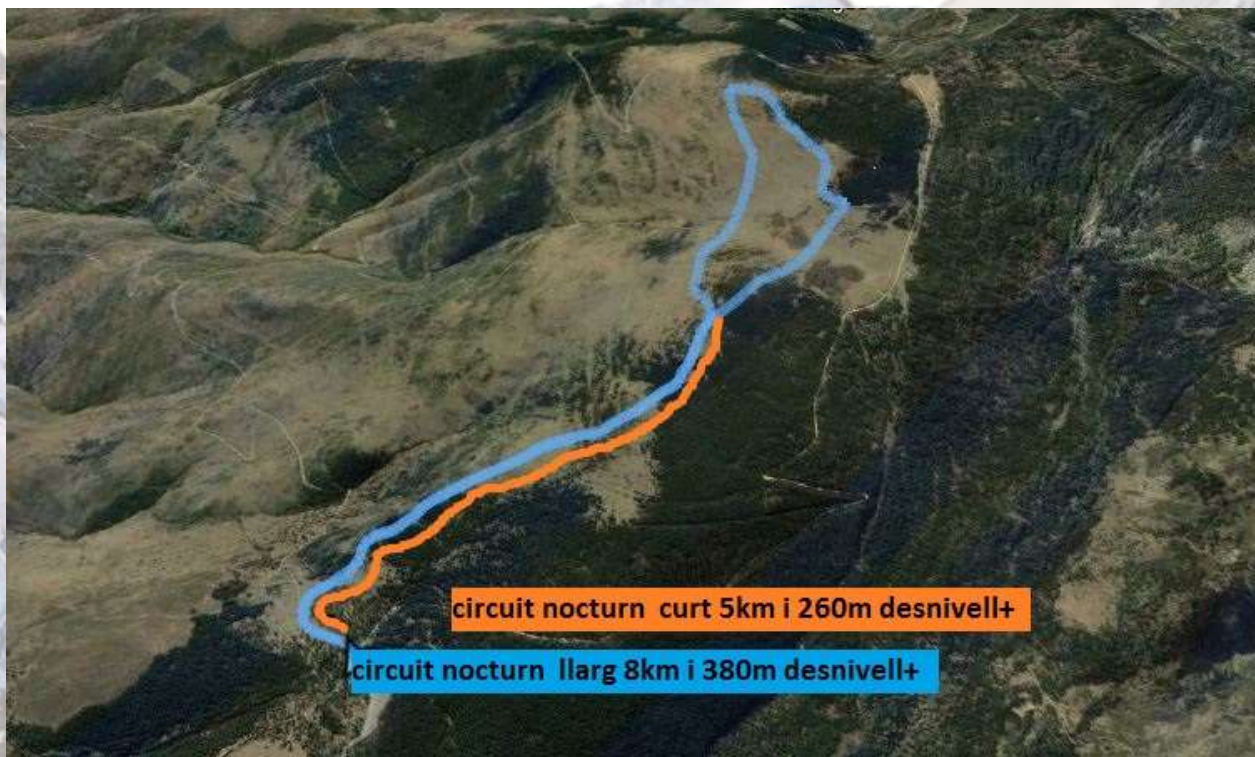 circuit nocturn curt 5km i 260m desnivell+
circuit nocturn llarg 8km i 380m desnivell+